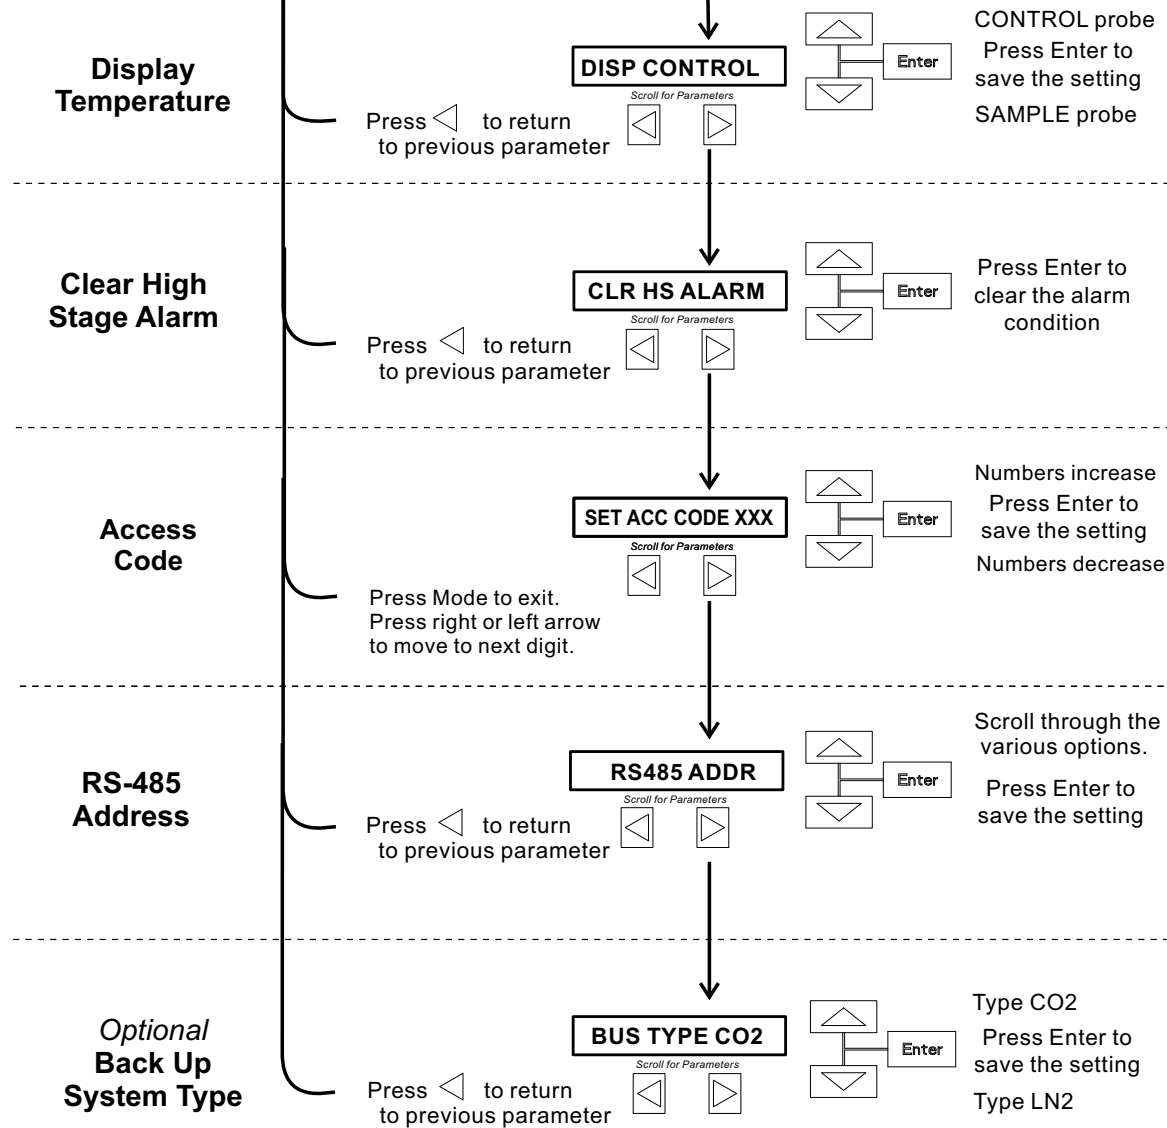 Display
Temperature
Press to return
to previous parameter
DISP CONTROL
Scroll for Parameters
Enter
CONTROL probe
Press Enter to
save the setting
SAMPLE probe
Clear High
Stage Alarm
Press to return
to previous parameter
CLR HS ALARM
Scroll for Parameters
Enter
Press Enter to
clear the alarm
condition
Access
Code
Press Mode to exit.
Press right or left arrow
to move to next digit.
SET ACC CODE XXX
Scroll for Parameters
Enter
Numbers increase
Press Enter to
save the setting
Numbers decrease
RS-485
Address
Press to return
to previous parameter
RS485 ADDR
Scroll for Parameters
Enter
Scroll through the
various options.
Press Enter to
save the setting
Optional
Back Up
System Type
Press to return
to previous parameter
BUS TYPE CO2
Scroll for Parameters
Enter
Type CO2
Press Enter to
save the setting
Type LN2